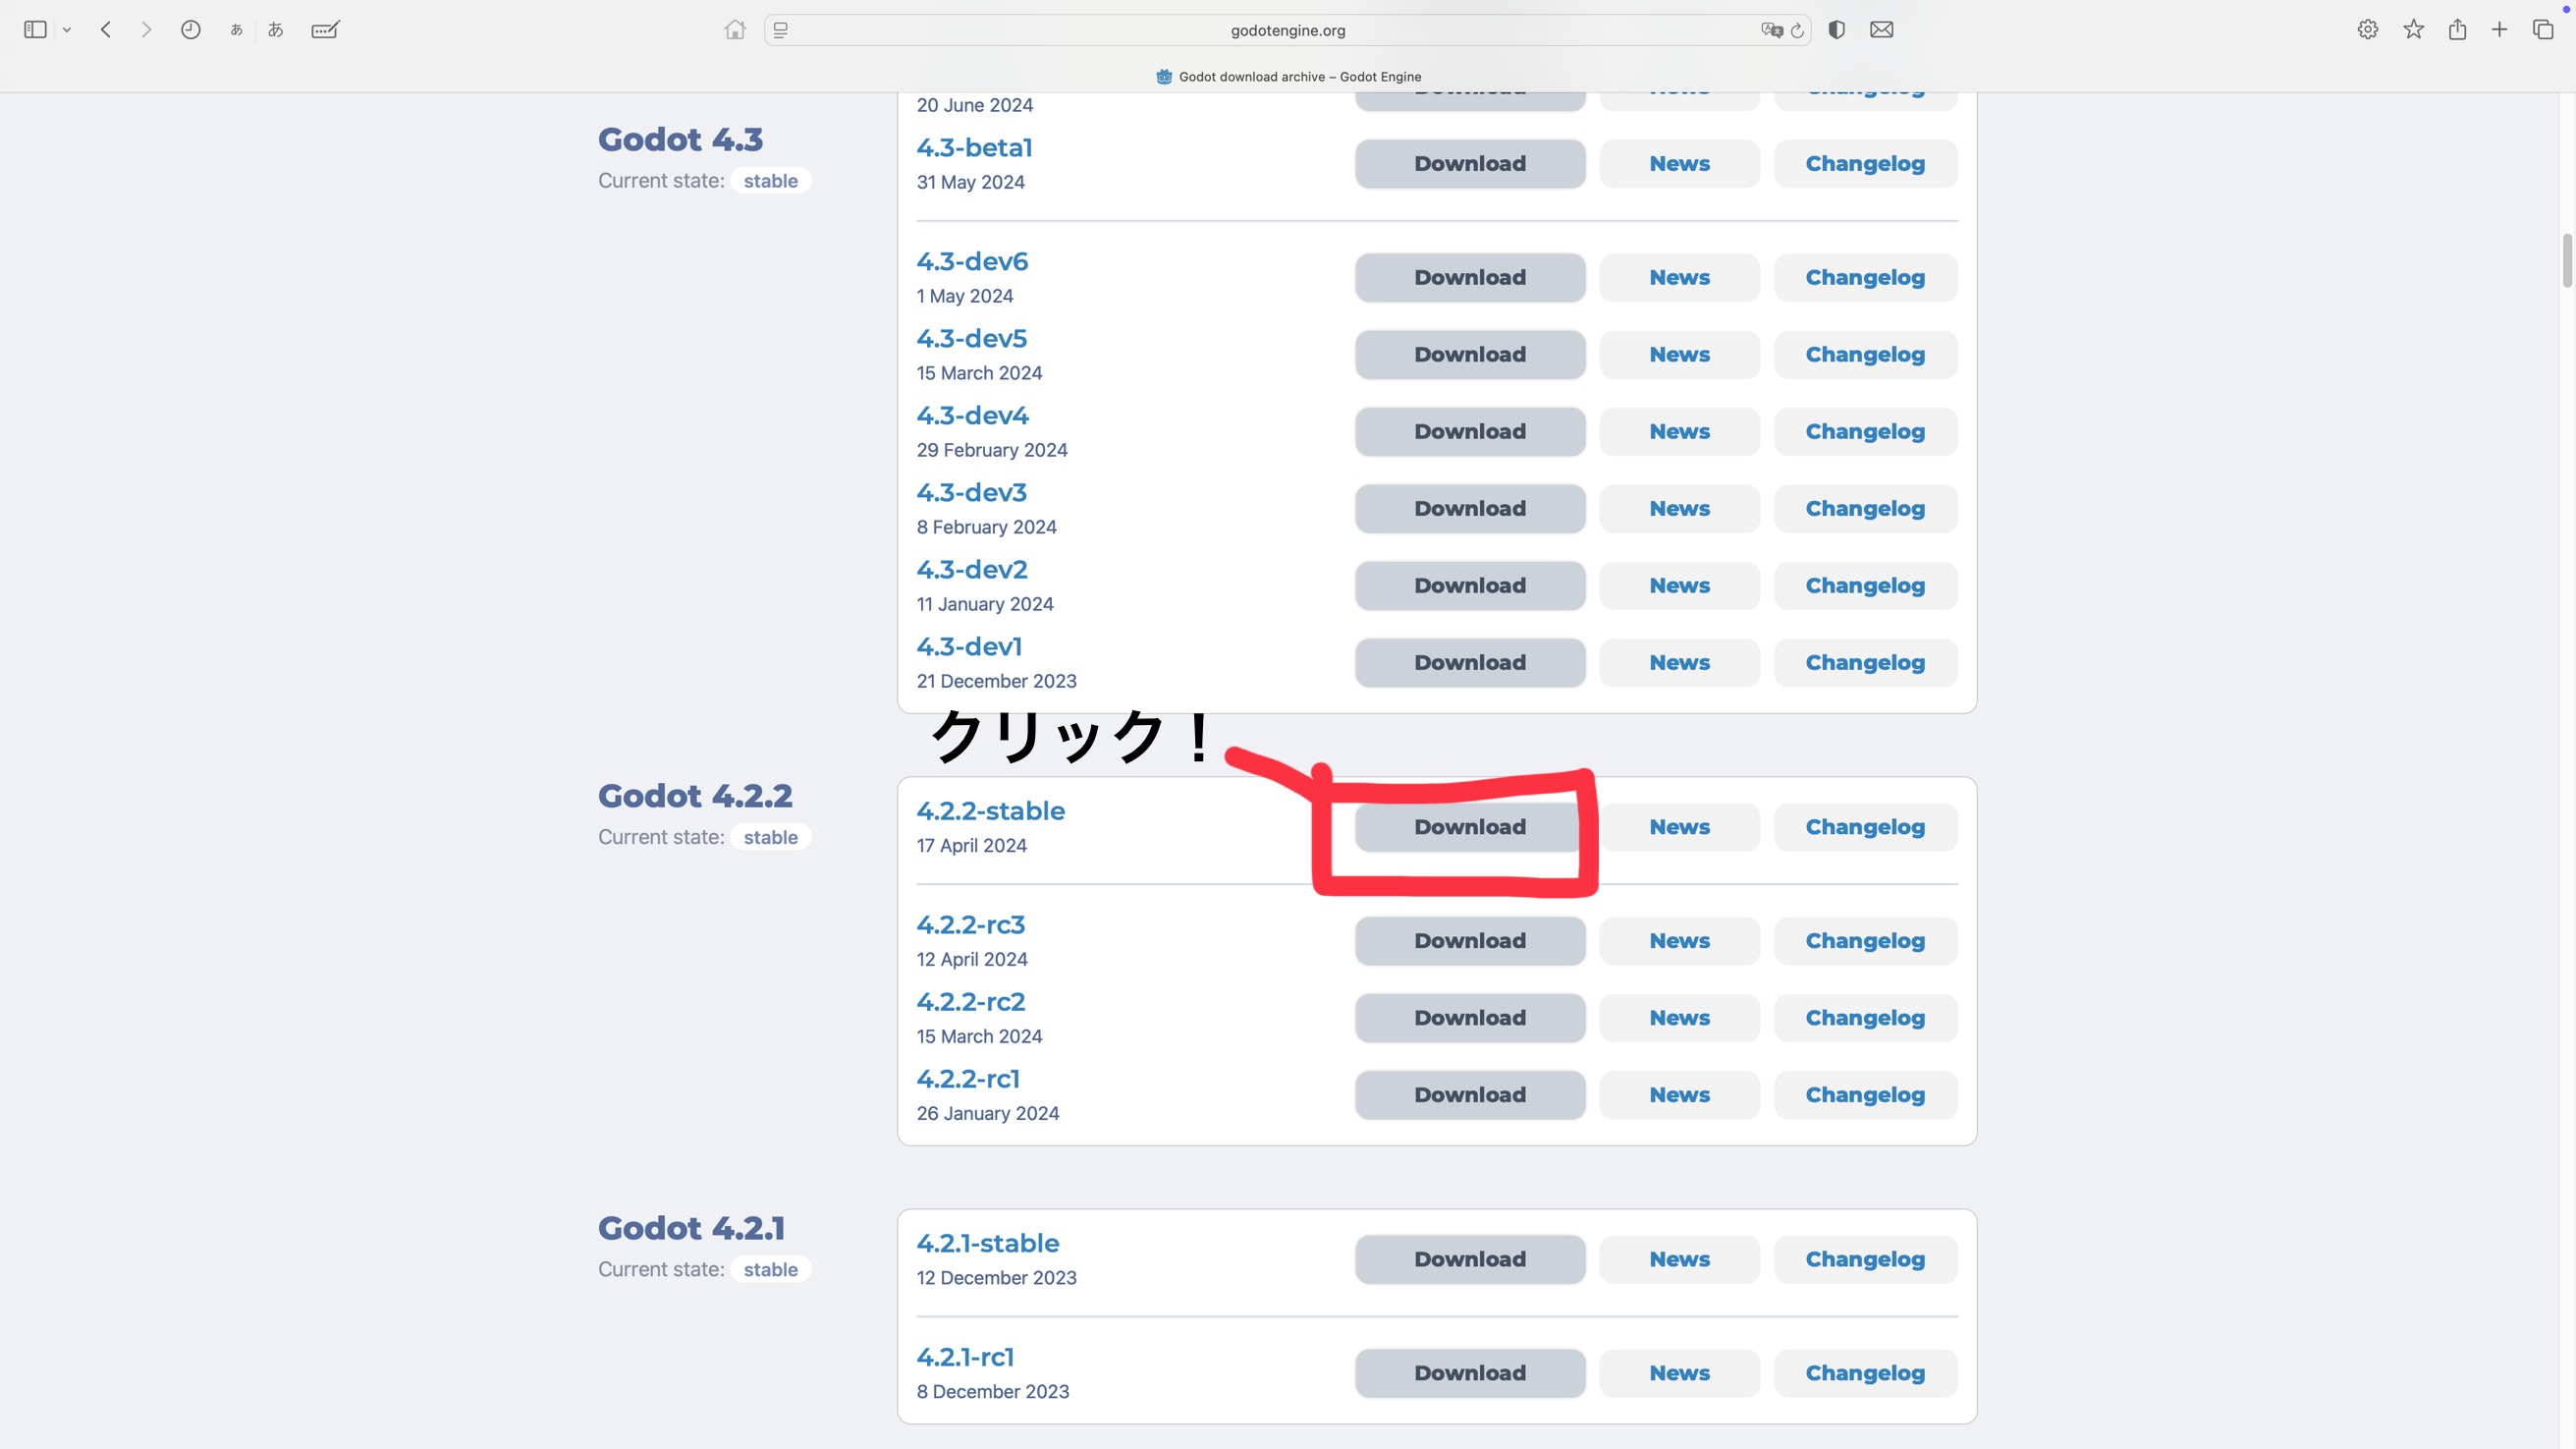 あ あ godotengine.org
Godot download archive – Godot Engine
20 June 2024
Godot 4.3
Current state: stable
4.3-beta1 Download News Changelog
31 May 2024
4.3-dev6 Download News Changelog
1 May 2024
4.3-dev5 Download News Changelog
15 March 2024
4.3-dev4 Download News Changelog
29 February 2024
4.3-dev3 Download News Changelog
8 February 2024
4.3-dev2 Download News Changelog
11 January 2024
4.3-dev1 Download News Changelog
21 December 2023
クリック！
Godot 4.2.2
Current state: stable
4.2.2-stable Download News Changelog
17 April 2024
4.2.2-rc3 Download News Changelog
12 April 2024
4.2.2-rc2 Download News Changelog
15 March 2024
4.2.2-rc1 Download News Changelog
26 January 2024
Godot 4.2.1
Current state: stable
4.2.1-stable Download News Changelog
12 December 2023
4.2.1-rc1 Download News Changelog
8 December 2023